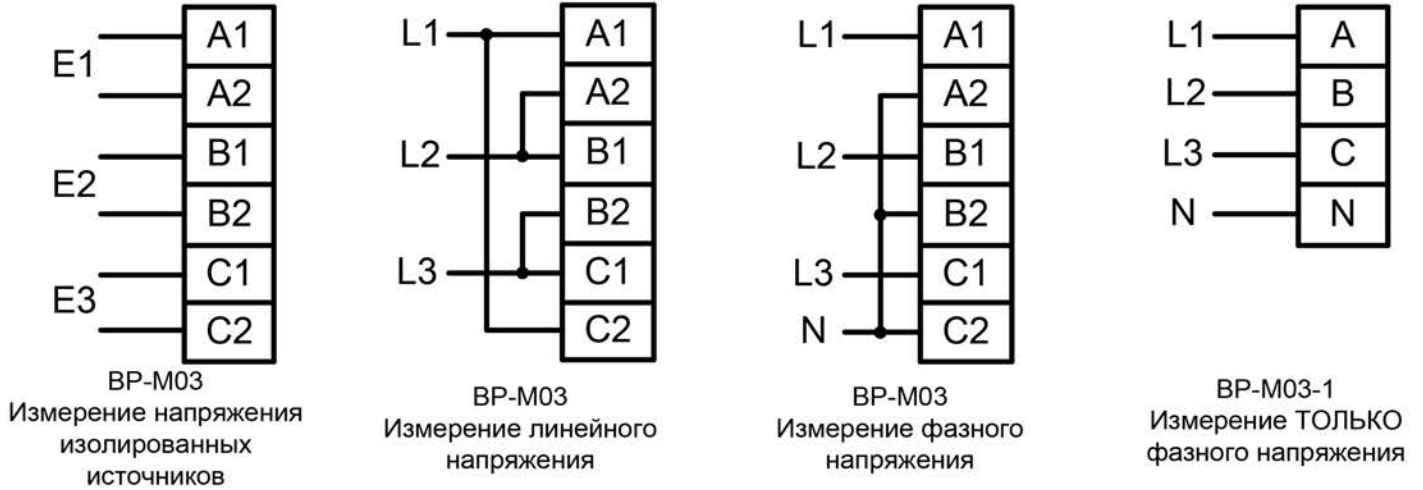 E1
A1
A2
E2
B1
B2
E3
C1
C2
ВР-М03
Измерение напряжения
изолированных
источников
L1
A1
A2
L2
B1
B2
L3
C1
C2
ВР-М03
Измерение линейного
напряжения
L1
A1
A2
L2
B1
B2
L3
C1
N
C2
ВР-М03
Измерение фазного
напряжения
L1
A
L2
B
L3
C
N
N
ВР-М03-1
Измерение ТОЛЬКО
фазного напряжения